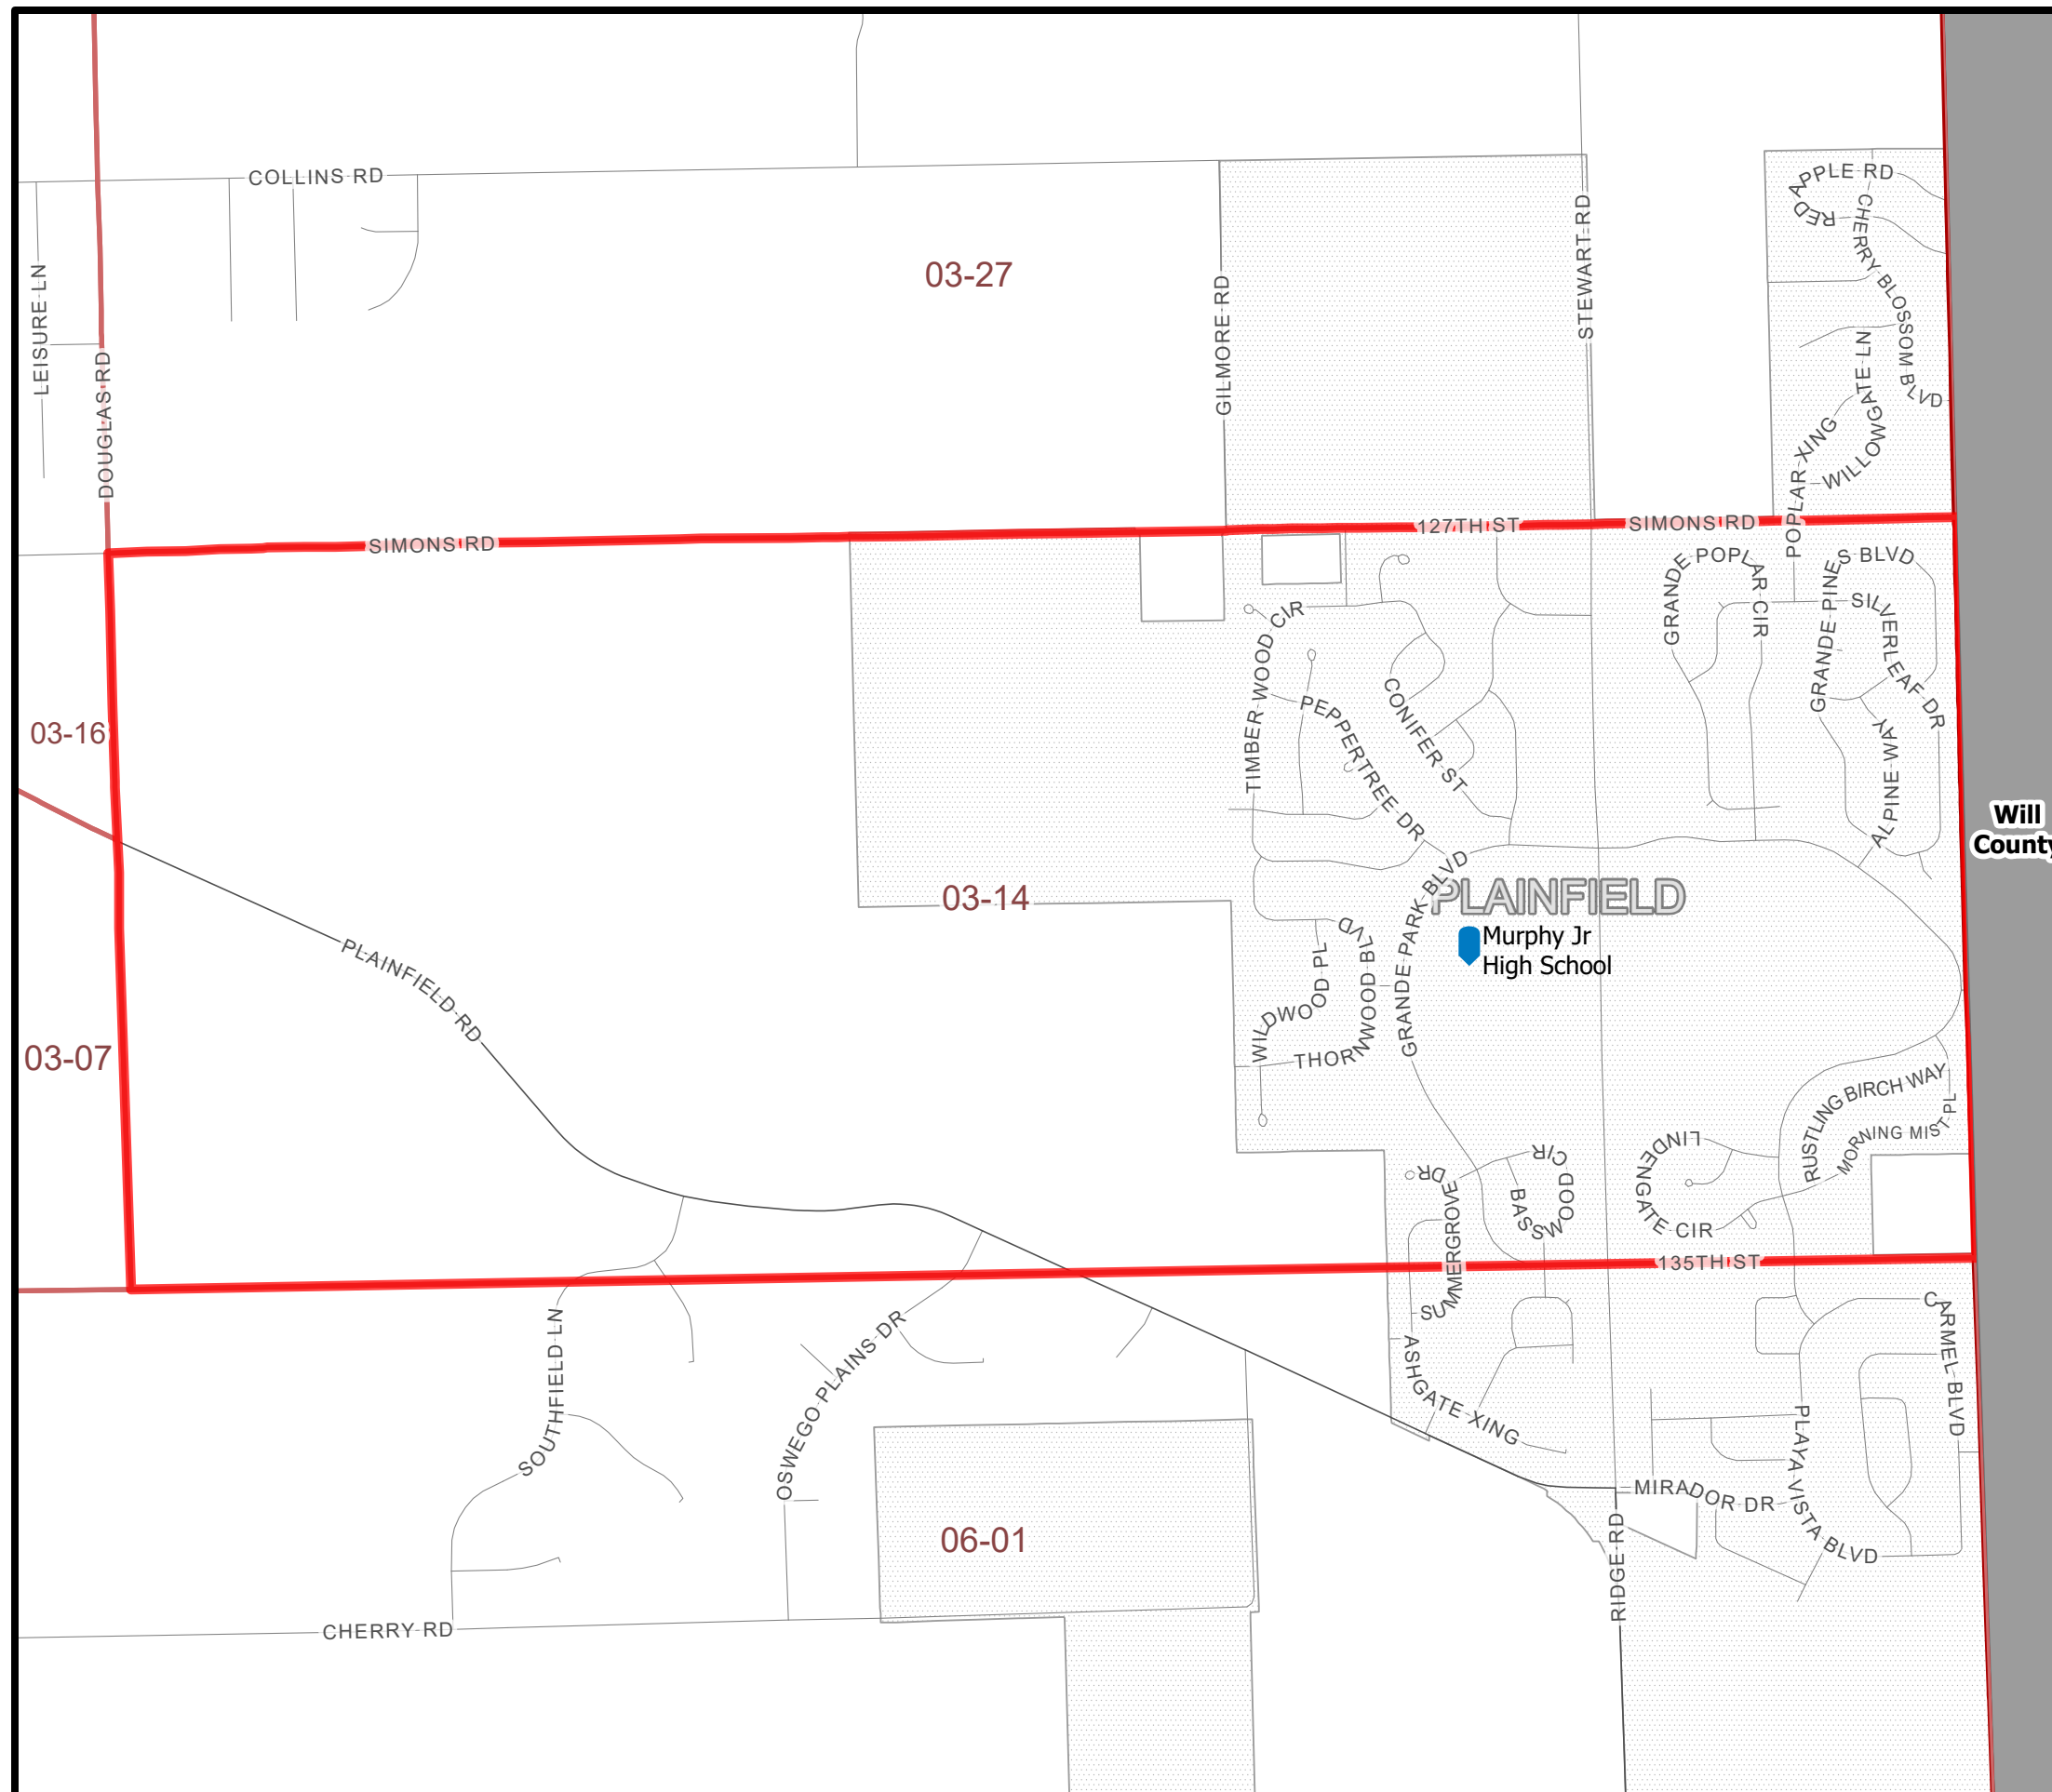 COLLINS RD
RED APPLE RD
CHERRY BLOSSOM BLVD
LEISURE LN
DOUGLAS RD
03-27
GILMORE RD
STEWART RD
WILLOWGATE LN
POPLAR XING
SIMONS RD
127TH ST
SIMONS RD
GRANDE POPLAR CIR
GRANDE PINES BLVD
SILVERLEAF DR
ALPINE WAY
TIMBER WOOD CIR
PEPPERTREE DR
CONIFER ST
03-16
Will
County
03-14
GRANDE PARK BLVD
PLAINFIELD
Murphy Jr
High School
PLAINFIELD RD
WILDWOOD PL
THORNWOOD BLVD
03-07
RUSTLING BIRCH WAY
MORNING MIST PL
LINDENGATE CIR
BASSWOOD CIR
SUMMERGROVE DR
135TH ST
SOUTHFIELD LN
OSWEGO PLAINS DR
ASHGATE XING
CARMEL BLVD
PLAYA VISTA BLVD
MIRADOR DR
06-01
RIDGE RD
CHERRY RD